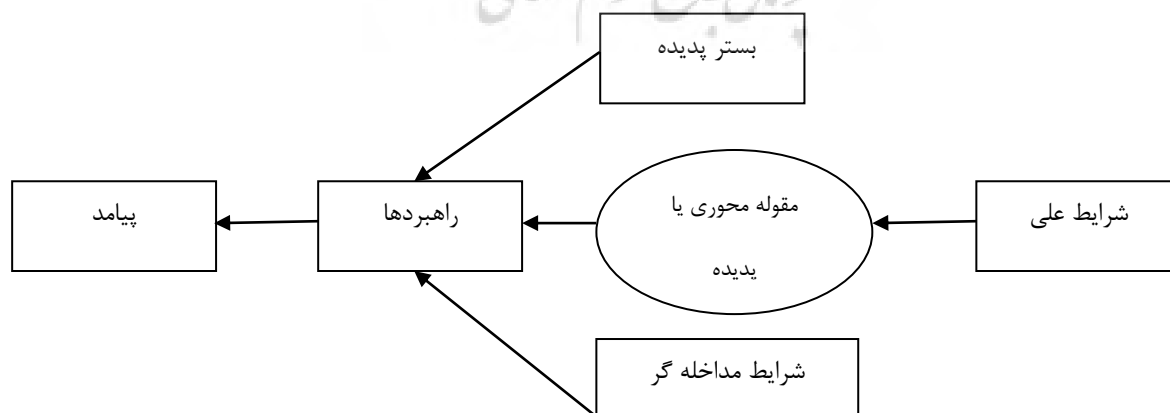 بستر پدیده
شرایط علی
مقوله محوری یا
پدیده
راهبردها
پیامد
شرایط مداخله گر